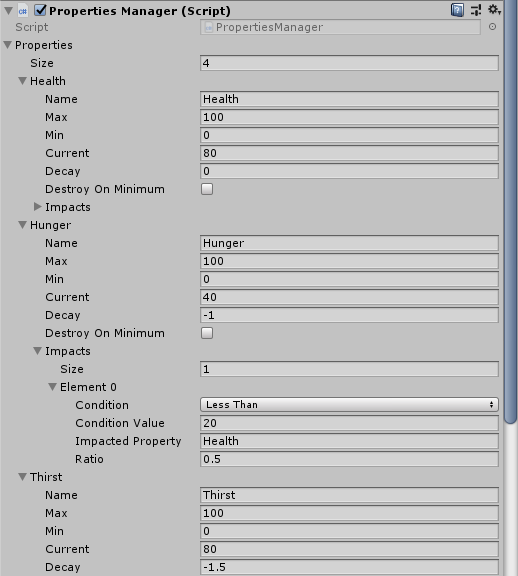 Properties Manager (Script)
Script PropertiesManager
Properties
Size 4
Health
Name Health
Max 100
Min 0
Current 80
Decay 0
Destroy On Minimum
Impacts
Hunger
Name Hunger
Max 100
Min 0
Current 40
Decay -1
Destroy On Minimum
Impacts
Size 1
Element 0
Condition Less Than
Condition Value 20
Impacted Property Health
Ratio 0.5
Thirst
Name Thirst
Max 100
Min 0
Current 80
Decay -1.5